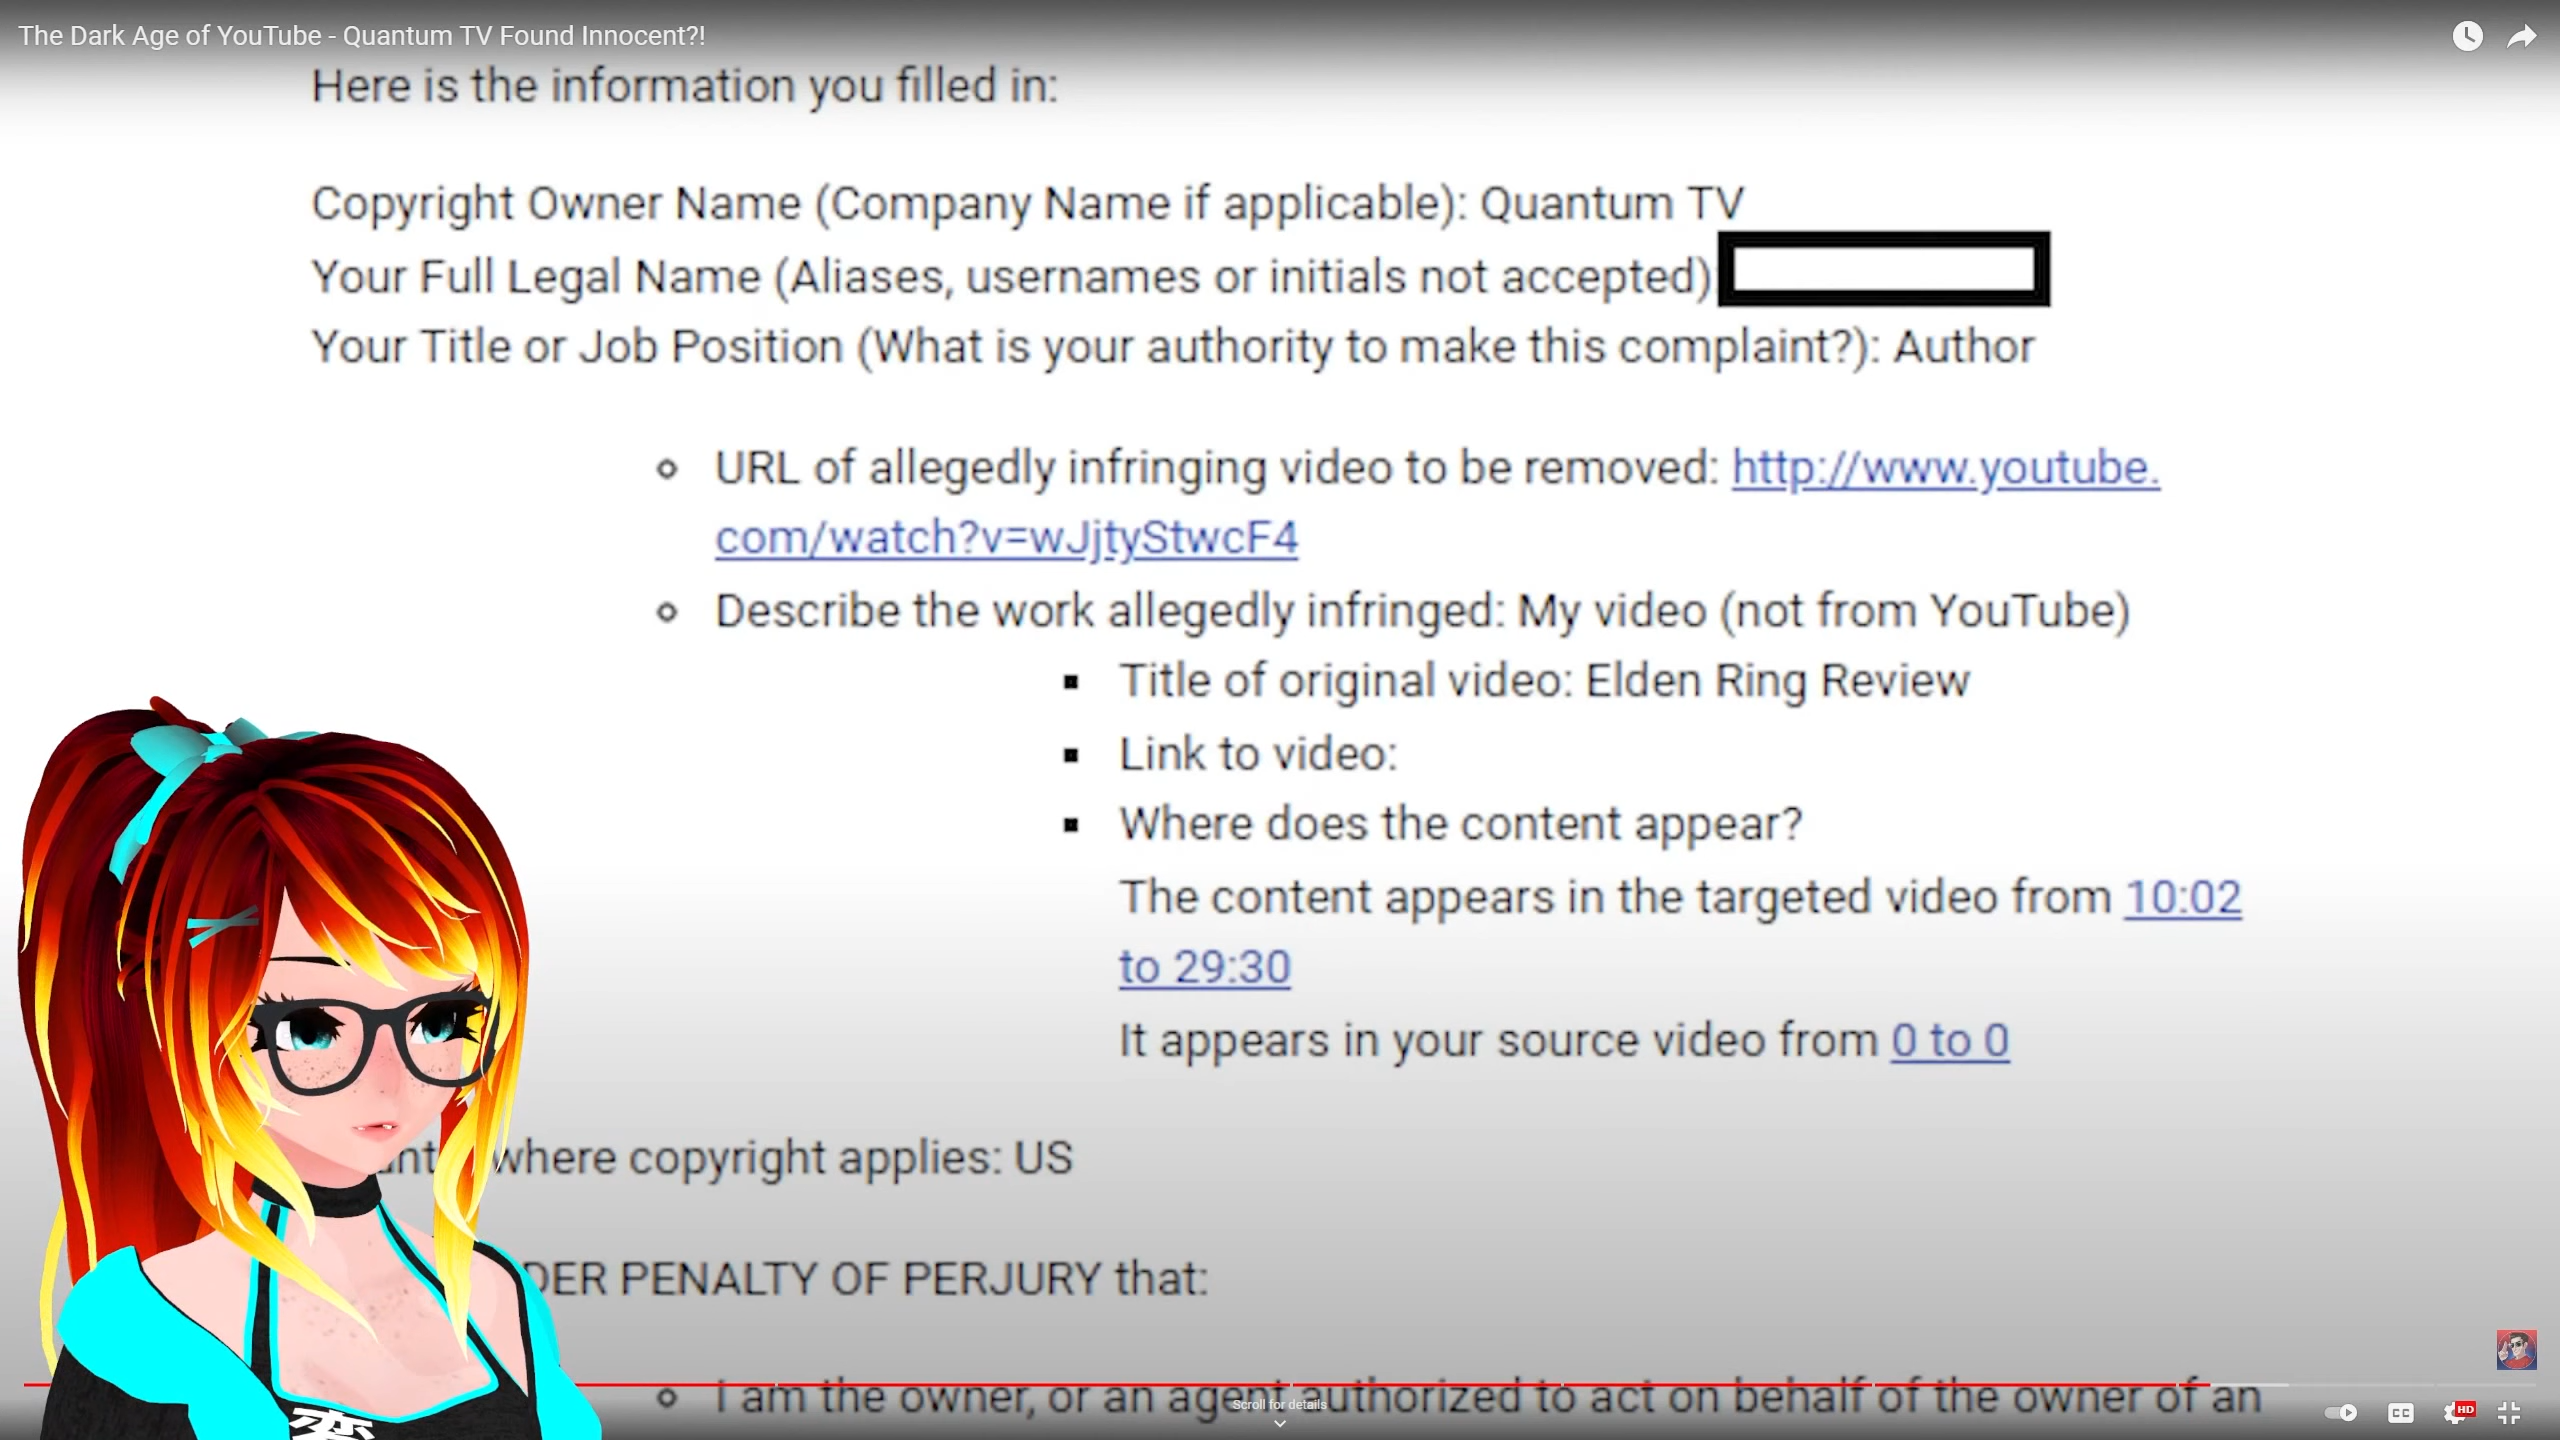 The Dark Age of YouTube - Quantum TV Found Innocent?!
Here is the information you filled in:
Copyright Owner Name (Company Name if applicable): Quantum TV
Your Full Legal Name (Aliases, usernames or initials not accepted)
Your Title or Job Position (What is your authority to make this complaint?): Author
URL of allegedly infringing video to be removed: http://www.youtube.
com/watch?v=wJjtyStwcF4
Describe the work allegedly infringed: My video (not from YouTube)
Title of original video: Elden Ring Review
Link to video:
Where does the content appear?
The content appears in the targeted video from 10:02
to 29:30
It appears in your source video from 0 to 0
where copyright applies: US
PENALTY OF PERJURY that:
I am the owner, or an agent authorized to act on behalf of the owner of an
Scroll for details
CC
HD
変